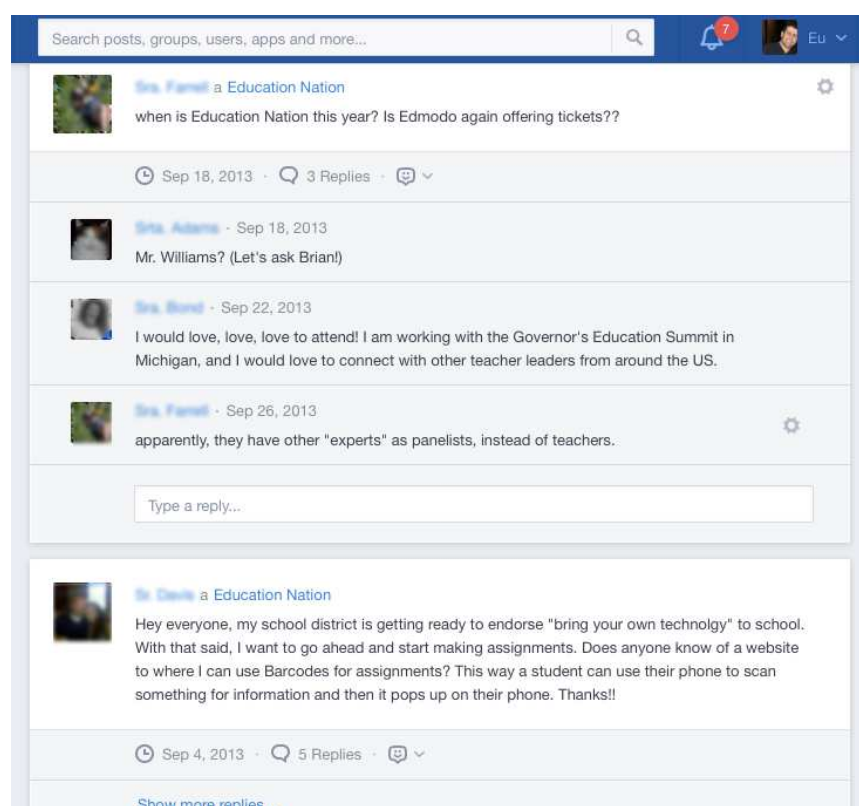 Search posts, groups, users, apps and more...
7
Eu
a Education Nation
when is Education Nation this year? Is Edmodo again offering tickets??
Sep 18, 2013 · 3 Replies ·
· Sep 18, 2013
Mr. Williams? (Let's ask Brian!)
· Sep 22, 2013
I would love, love, love to attend! I am working with the Governor's Education Summit in
Michigan, and I would love to connect with other teacher leaders from around the US.
· Sep 26, 2013
apparently, they have other "experts" as panelists, instead of teachers.
Type a reply...
a Education Nation
Hey everyone, my school district is getting ready to endorse "bring your own technolgy" to school.
With that said, I want to go ahead and start making assignments. Does anyone know of a website
to where I can use Barcodes for assignments? This way a student can use their phone to scan
something for information and then it pops up on their phone. Thanks!!
Sep 4, 2013 · 5 Replies ·
Show more replies